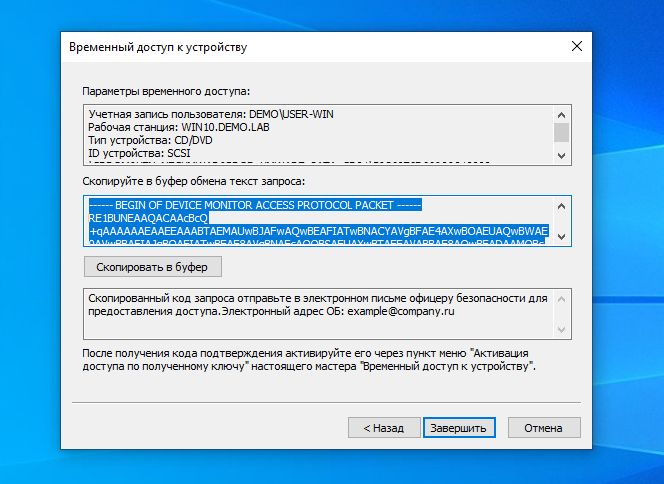 Временный доступ к устройству
Параметры временного доступа:
Учетная запись пользователя: DEMO\USER-WIN
Рабочая станция: WIN10.DEMO.LAB
Тип устройства: CD/DVD
ID устройства: SCSI
Скопируйте в буфер обмена текст запроса:
------ BEGIN OF DEVICE MONITOR ACCESS PROTOCOL PACKET ------
RE1BUNEAAQACAAcBcQ
+qAAAAAAEAAEEAAABTAEMAUwBJAFwAQwBEAFIATwBNACYAVgBFAE4AXwBOAEUAQwBWAE
Скопировать в буфер
Скопированный код запроса отправьте в электронном письме офицеру безопасности для
предоставления доступа.Электронный адрес ОБ: example@company.ru
После получения кода подтверждения активируйте его через пункт меню "Активация
доступа по полученному ключу" настоящего мастера "Временный доступ к устройству".
< Назад
Завершить
Отмена